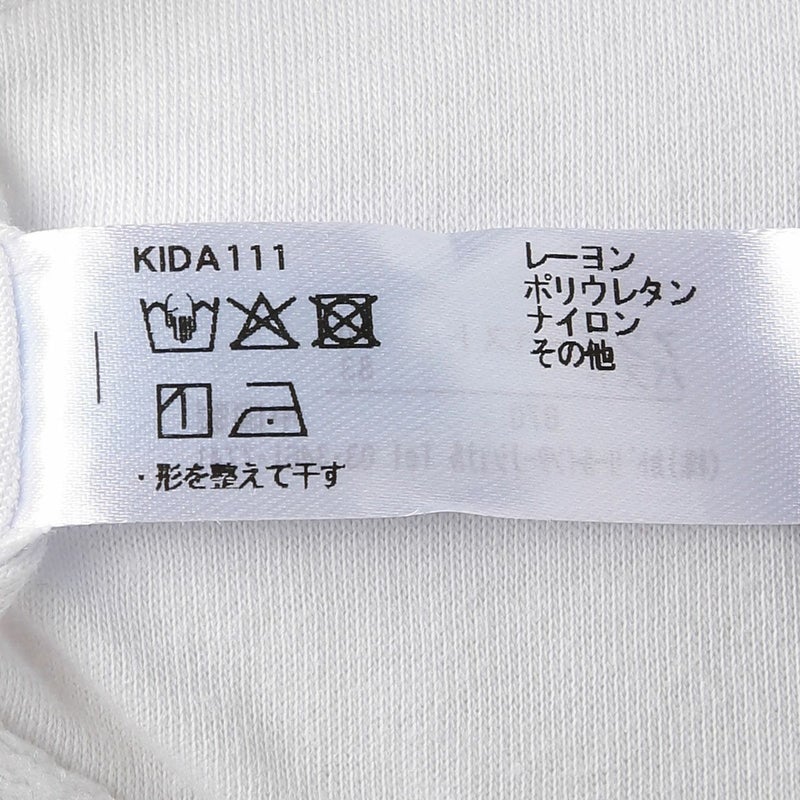 KIDA111
レーヨン
ポリウレタン
ナイロン
その他
・形を整えて干す